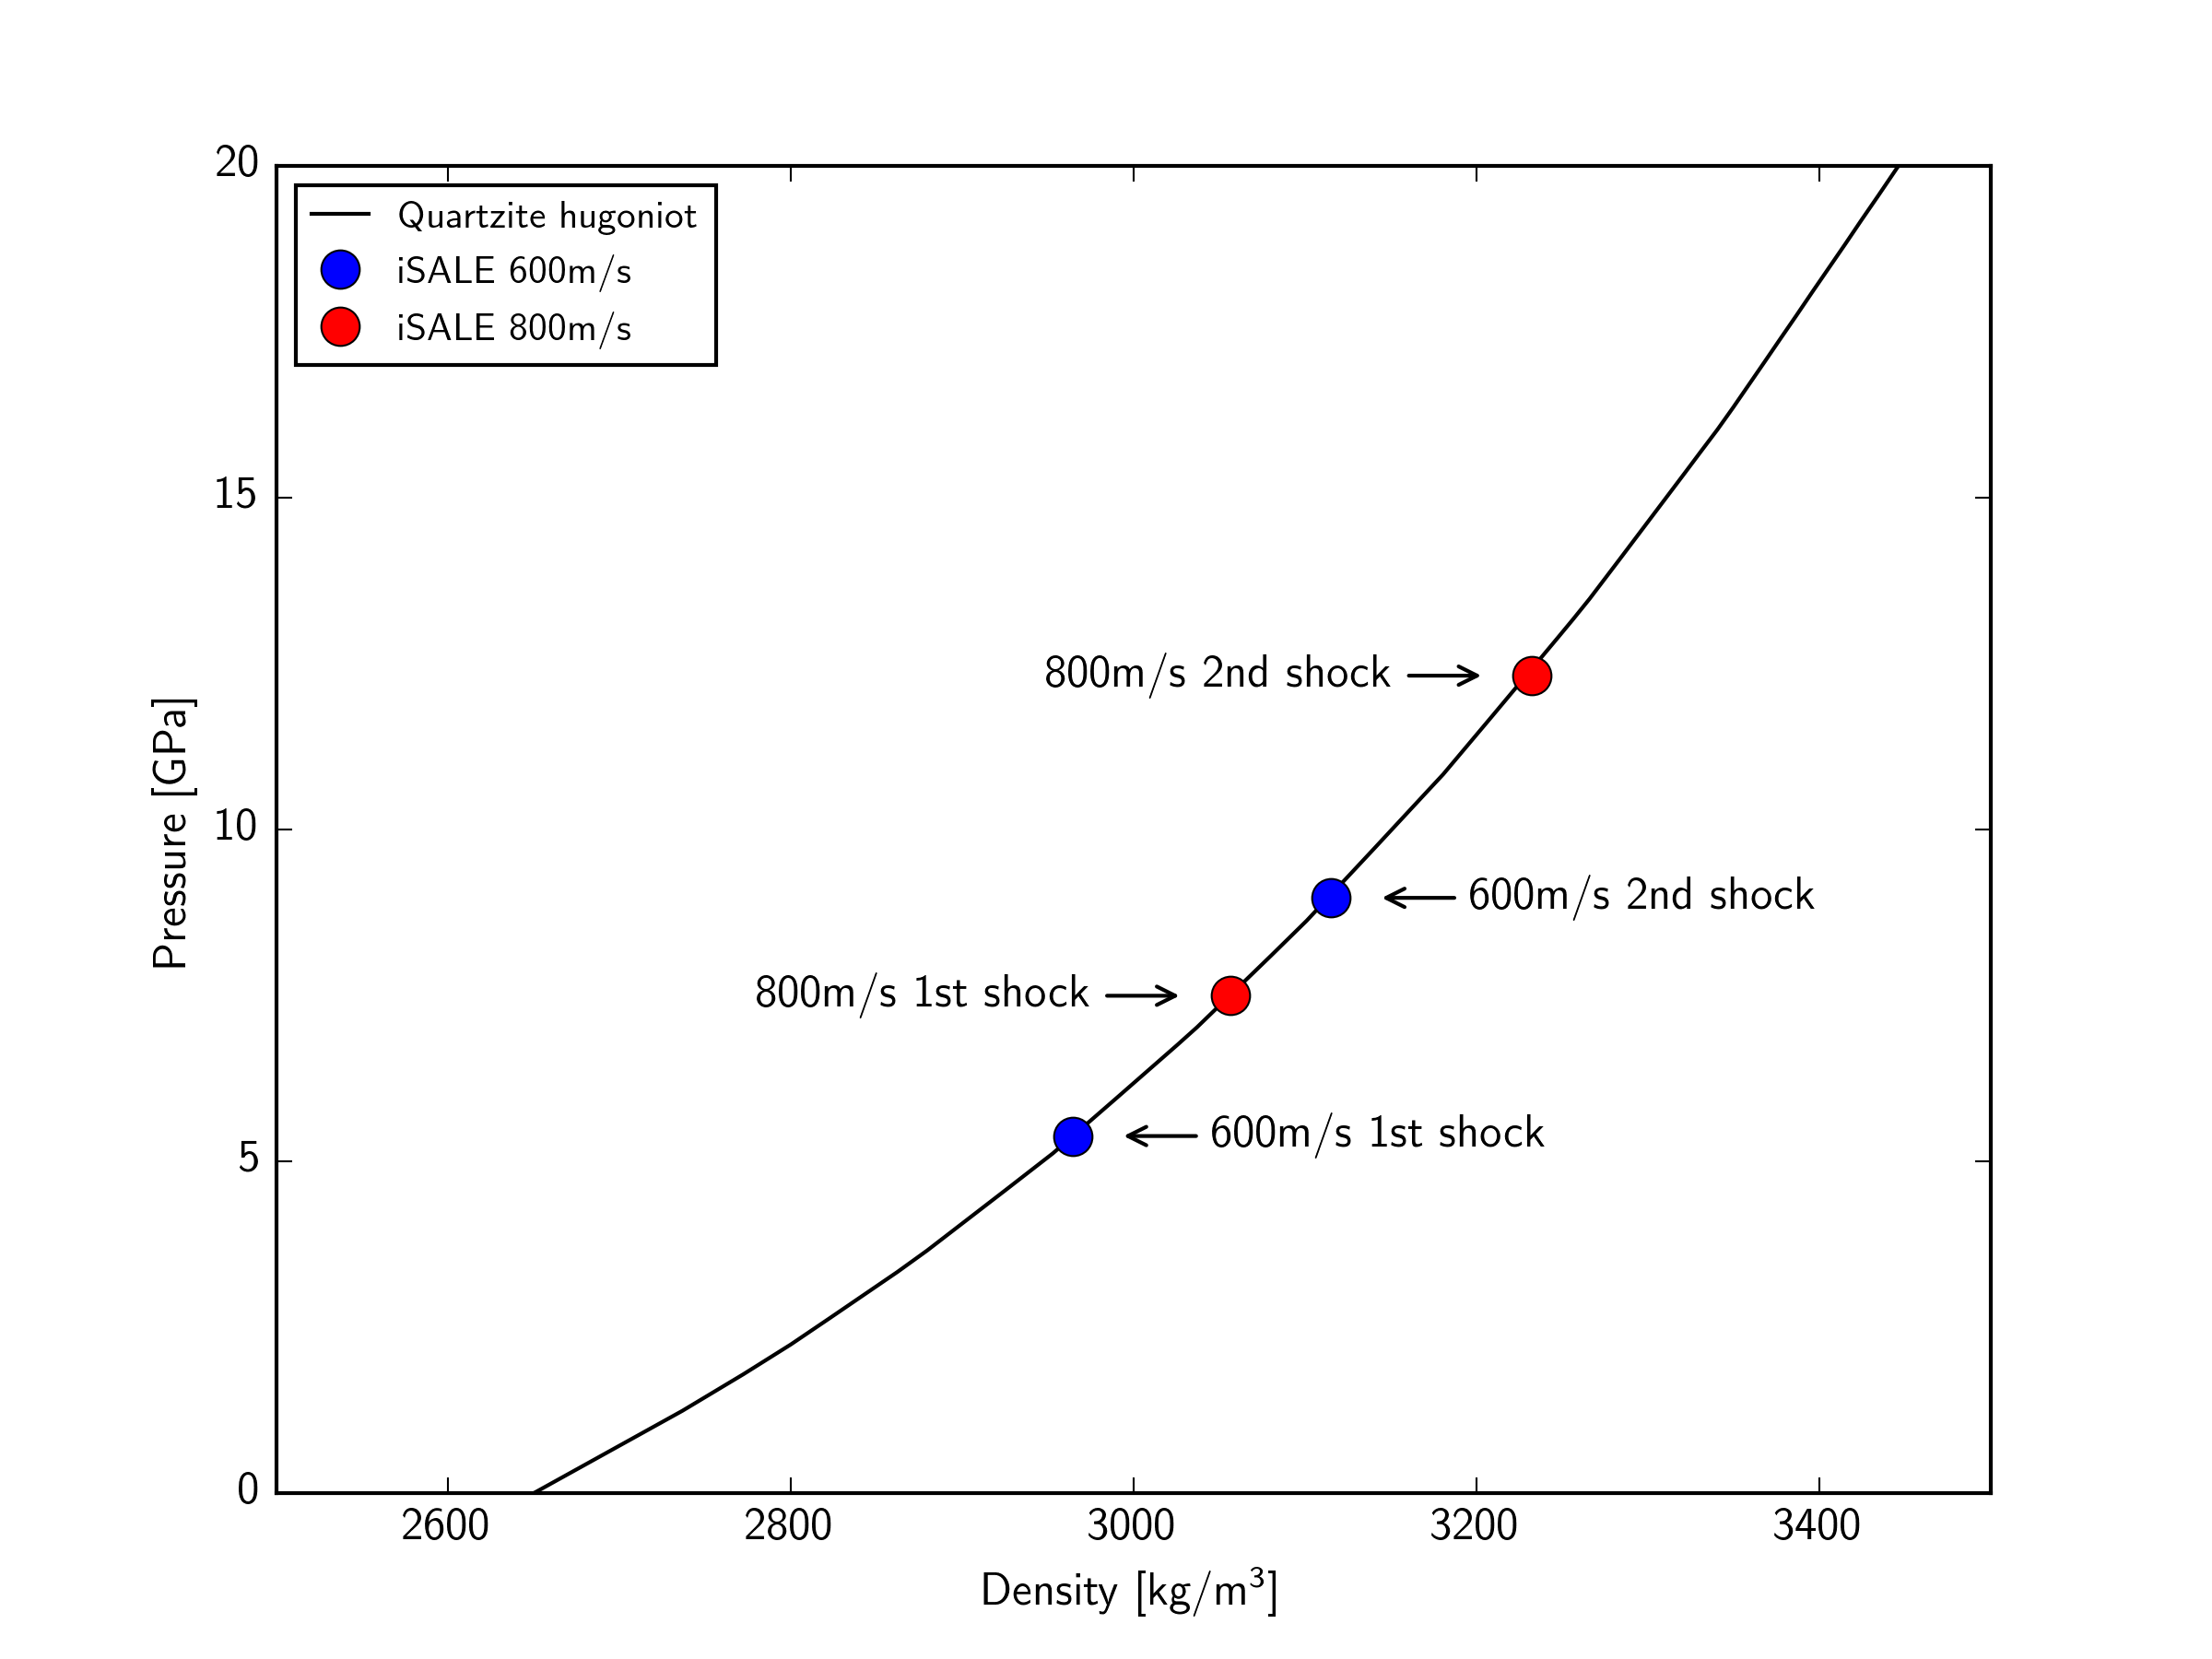 20
Quartzite hugoniot
iSALE 600m/s
iSALE 800m/s
15
800m/s 2nd shock
10
600m/s 2nd shock
800m/s 1st shock
600m/s 1st shock
5
0
Pressure [GPa]
2600 2800 3000 3200 3400
Density [kg/m³]